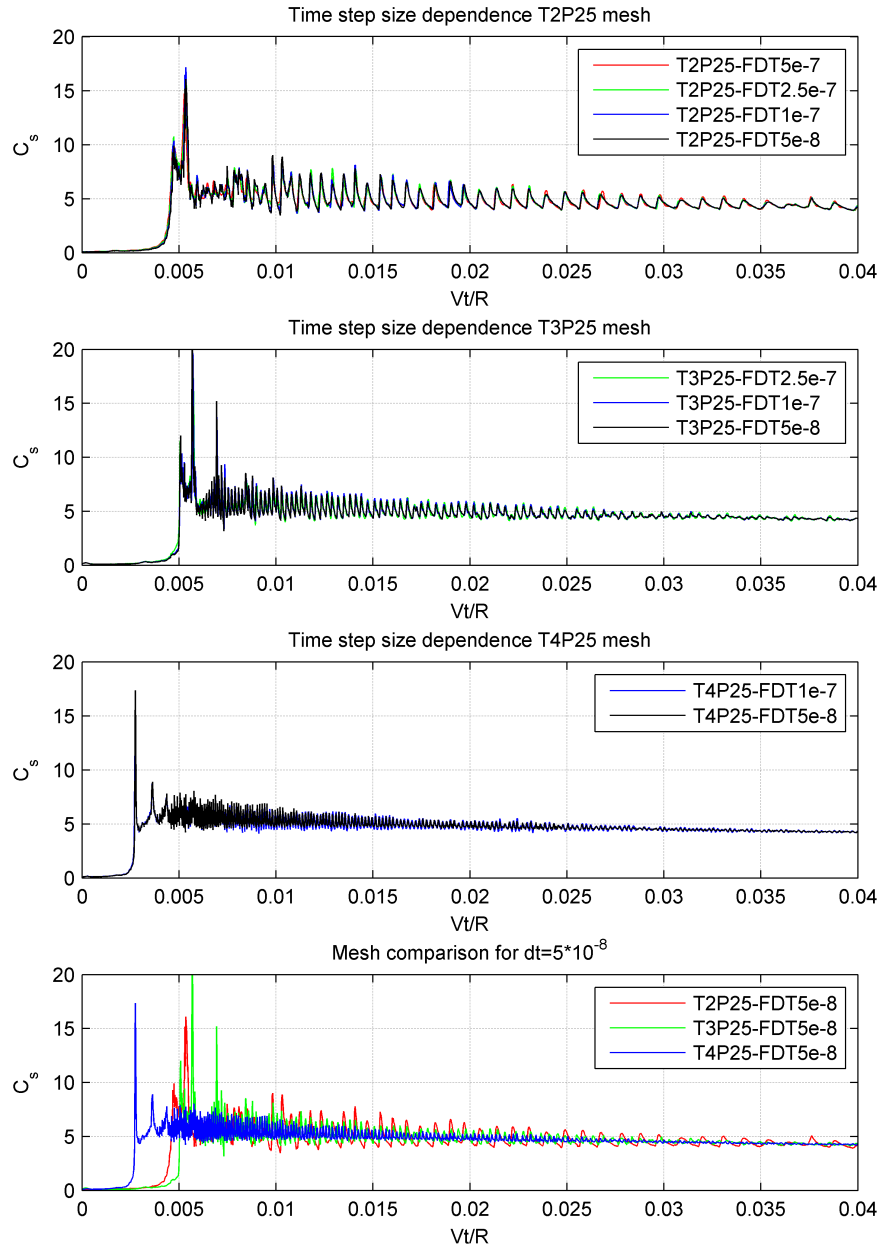 Time step size dependence T2P25 mesh
20
15
10
5
0
C_s
T2P25-FDT5e-7
T2P25-FDT2.5e-7
T2P25-FDT1e-7
T2P25-FDT5e-8
0 0.005 0.01 0.015 0.02 0.025 0.03 0.035 0.04
Vt/R
Time step size dependence T3P25 mesh
20
15
10
5
0
C_s
T3P25-FDT2.5e-7
T3P25-FDT1e-7
T3P25-FDT5e-8
0 0.005 0.01 0.015 0.02 0.025 0.03 0.035 0.04
Vt/R
Time step size dependence T4P25 mesh
20
15
10
5
0
C_s
T4P25-FDT1e-7
T4P25-FDT5e-8
0 0.005 0.01 0.015 0.02 0.025 0.03 0.035 0.04
Vt/R
Mesh comparison for dt=5*10^-8
20
15
10
5
0
C_s
T2P25-FDT5e-8
T3P25-FDT5e-8
T4P25-FDT5e-8
0 0.005 0.01 0.015 0.02 0.025 0.03 0.035 0.04
Vt/R